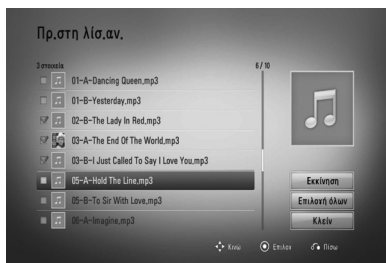 Πρ.στη λίσ.αν.
3 στοιχεία
6 / 10
01-A-Dancing Queen.mp3
01-B-Yesterday.mp3
02-B-The Lady In Red.mp3
03-A-The End Of The World.mp3
03-B-I Just Called To Say I Love You.mp3
05-A-Hold The Line.mp3
05-B-To Sir With Love.mp3
06-A-Imagine.mp3
Εκκίνηση
Επιλογή όλων
Κλείν
Κινώ
Επιλον
Πίσω